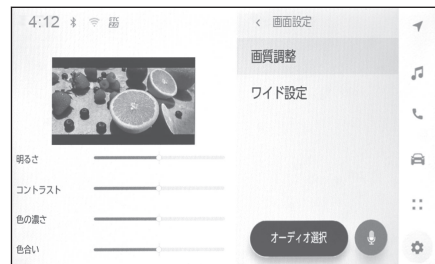 4:12
< 画面設定
画質調整
ワイド設定
明るさ
コントラスト
色の濃さ
色合い
オーディオ選択